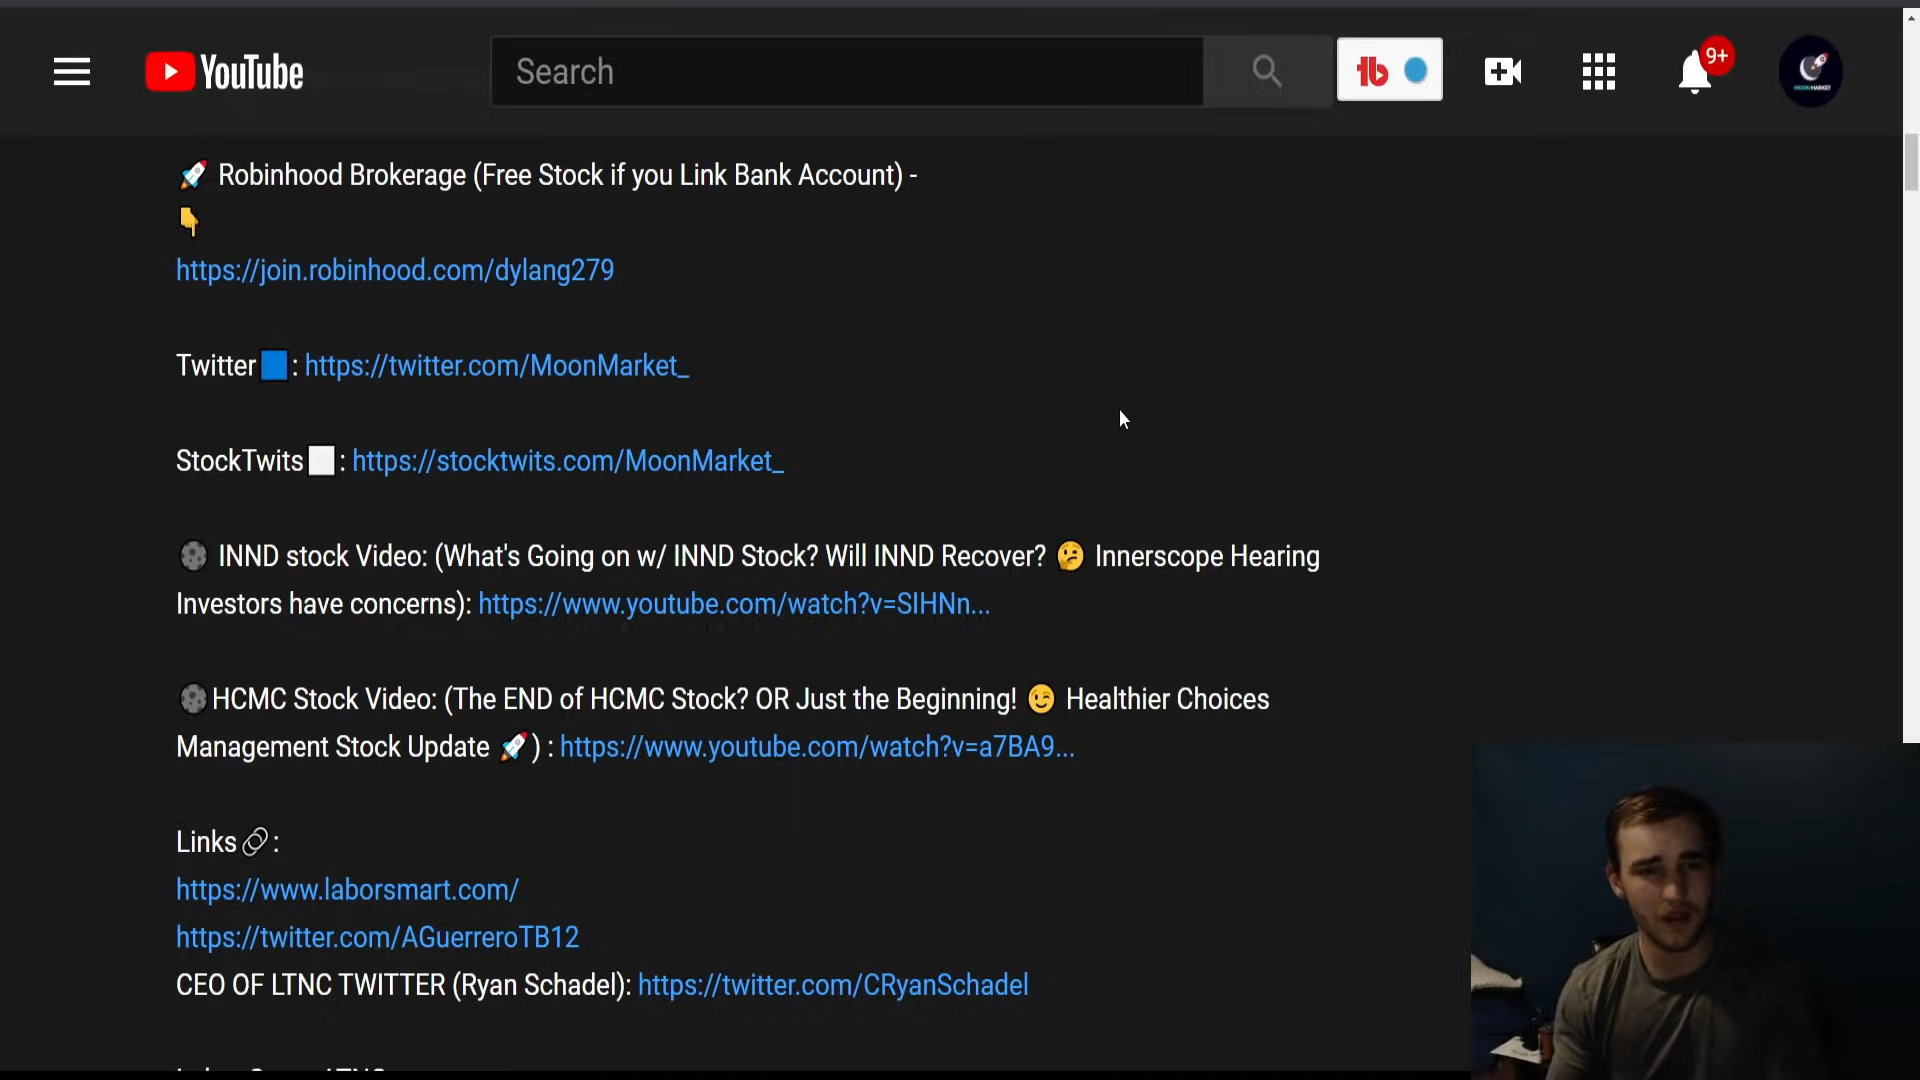 YouTube
Search
tb
9+
MOON MARKET
🚀 Robinhood Brokerage (Free Stock if you Link Bank Account) -
👇
https://join.robinhood.com/dylang279
Twitter🟦: https://twitter.com/MoonMarket_
StockTwits⬜: https://stocktwits.com/MoonMarket_
🌑 INND stock Video: (What's Going on w/ INND Stock? Will INND Recover? 🤔 Innerscope Hearing
Investors have concerns): https://www.youtube.com/watch?v=SIHNn...
🌑HCMC Stock Video: (The END of HCMC Stock? OR Just the Beginning! 😉 Healthier Choices
Management Stock Update 🚀) : https://www.youtube.com/watch?v=a7BA9...
Links🔗:
https://www.laborsmart.com/
https://twitter.com/AGuerreroTB12
CEO OF LTNC TWITTER (Ryan Schadel): https://twitter.com/CRyanSchadel